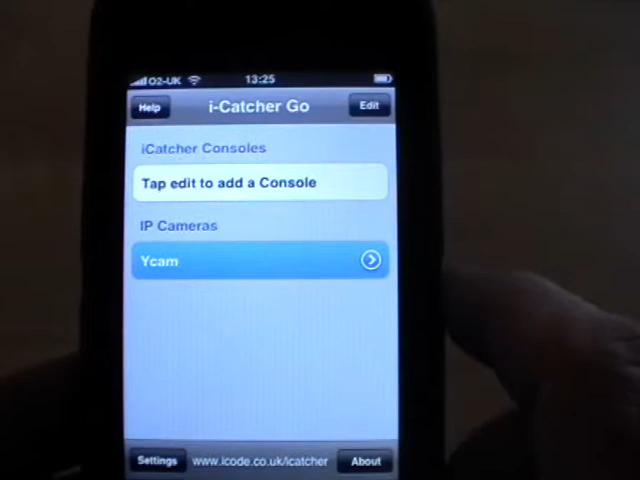 O2-UK 13:25
Help i-Catcher Go Edit
iCatcher Consoles
Tap edit to add a Console
IP Cameras
Ycam
Settings www.icode.co.uk/icatcher About